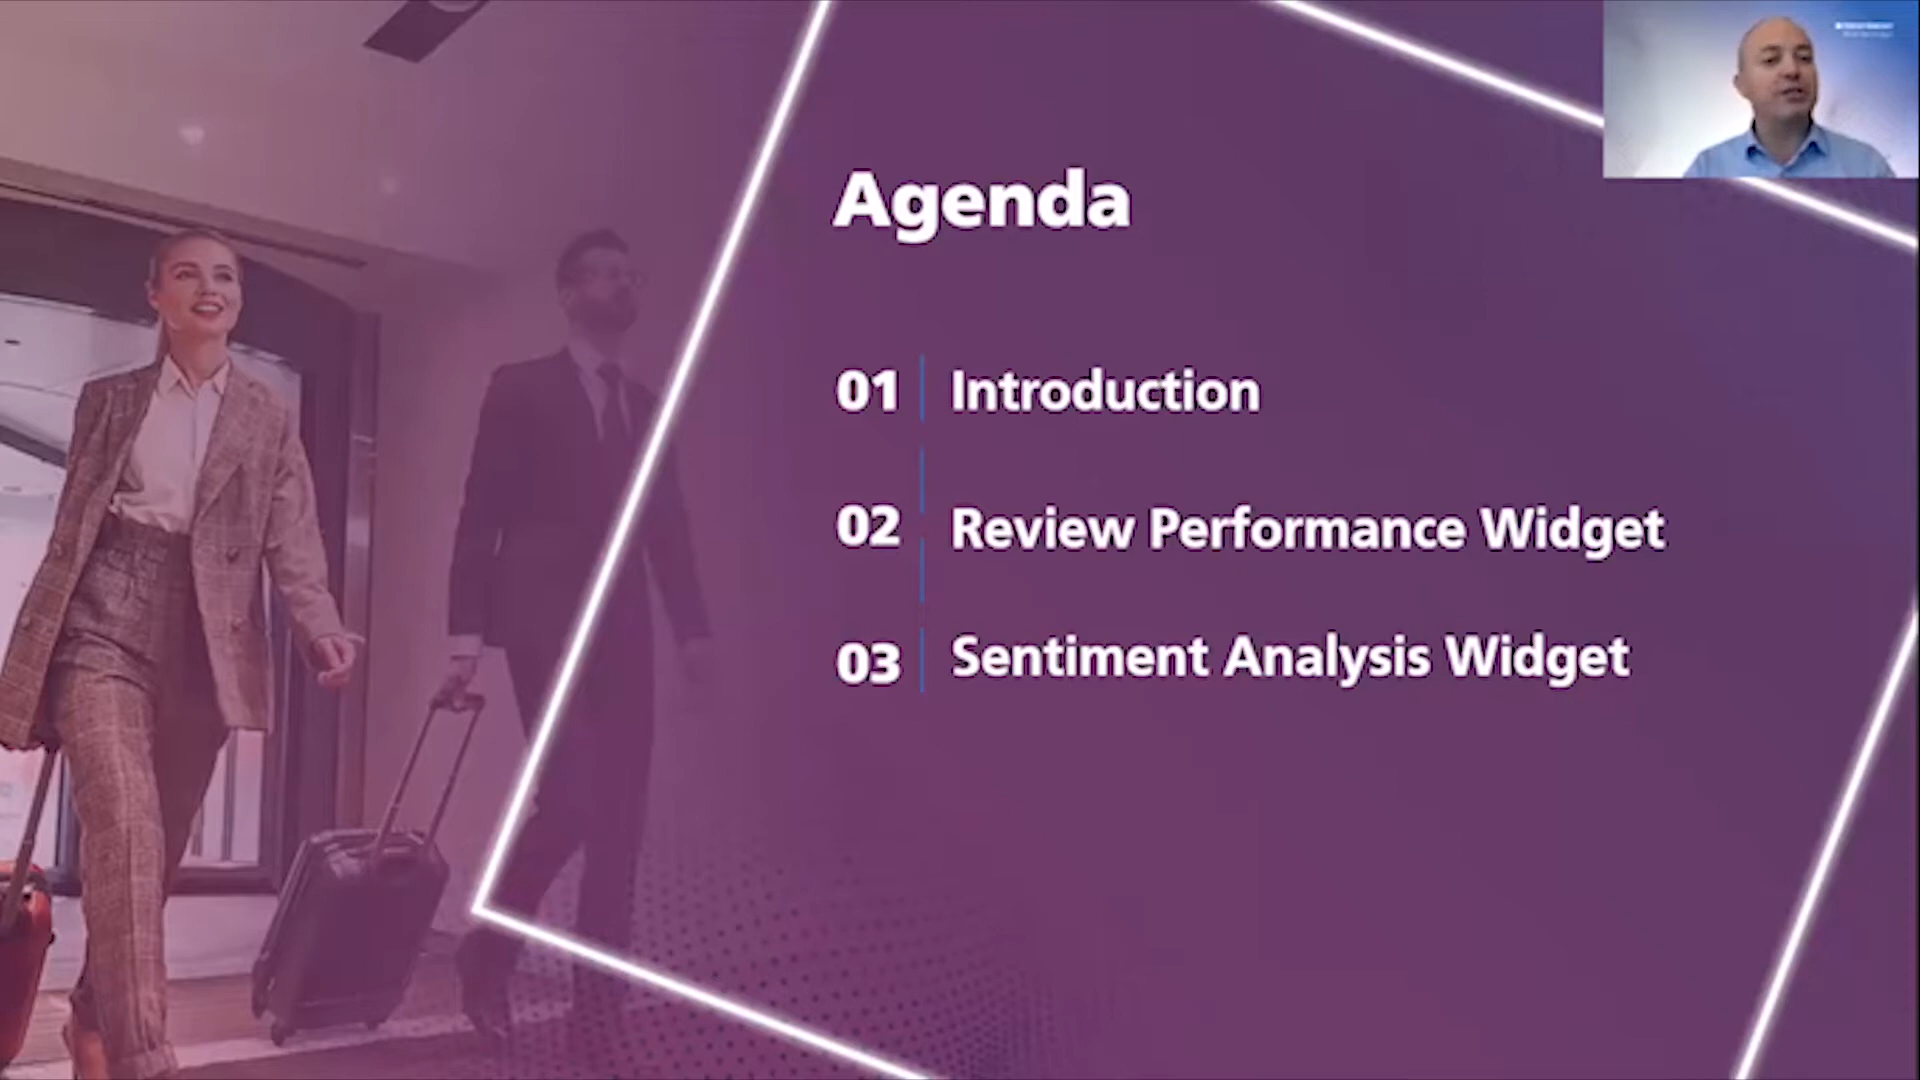 Agenda
01 Introduction
02 Review Performance Widget
03 Sentiment Analysis Widget